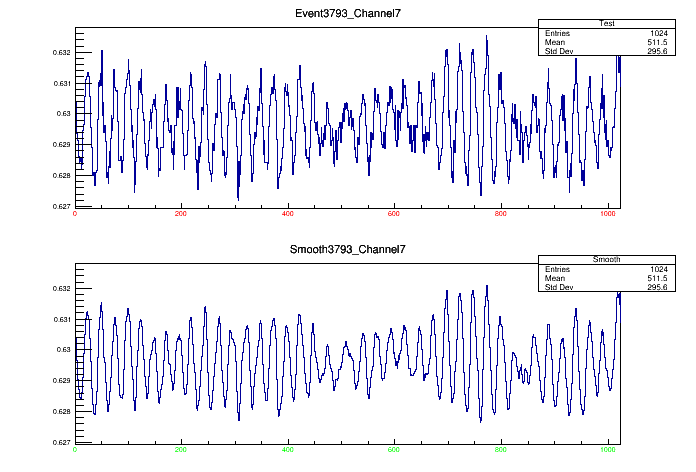 Event3793_Channel7
Test
Entries 1024
Mean 511.5
Std Dev 295.6
0.632
0.631
0.63
0.629
0.628
0.627
0 200 400 600 800 1000
Smooth3793_Channel7
Smooth
Entries 1024
Mean 511.5
Std Dev 295.6
0.632
0.631
0.63
0.629
0.628
0.627
0 200 400 600 800 1000